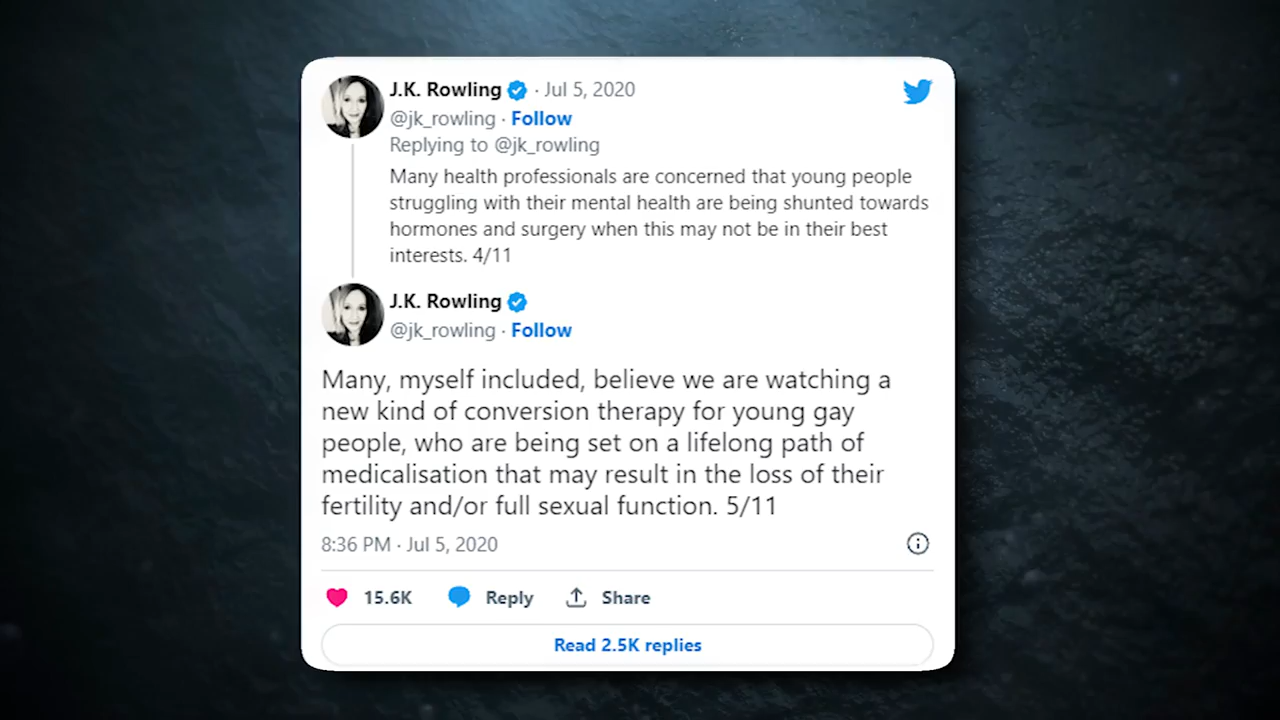 J.K. Rowling · Jul 5, 2020
@jk_rowling · Follow
Replying to @jk_rowling
Many health professionals are concerned that young people
struggling with their mental health are being shunted towards
hormones and surgery when this may not be in their best
interests. 4/11
J.K. Rowling
@jk_rowling · Follow
Many, myself included, believe we are watching a
new kind of conversion therapy for young gay
people, who are being set on a lifelong path of
medicalisation that may result in the loss of their
fertility and/or full sexual function. 5/11
8:36 PM · Jul 5, 2020
15.6K Reply Share
Read 2.5K replies